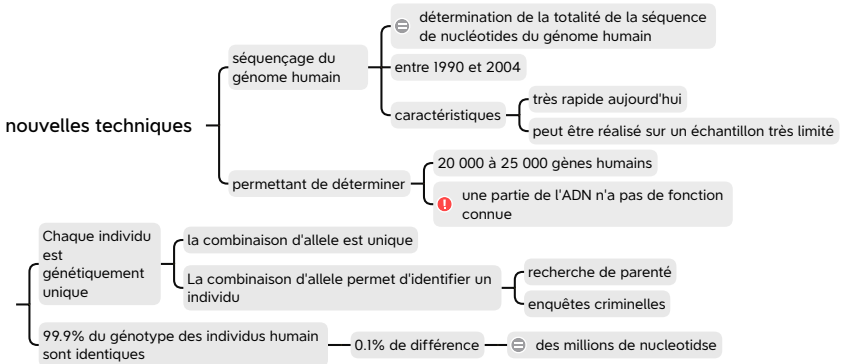 détermination de la totalité de la séquence
de nucléotides du génome humain
séquençage du
génome humain
entre 1990 et 2004
caractéristiques
très rapide aujourd'hui
peut être réalisé sur un échantillon très limité
nouvelles techniques
permettant de déterminer
20 000 à 25 000 gènes humains
une partie de l'ADN n'a pas de fonction
connue
Chaque individu
est
génétiquement
unique
la combinaison d'allele est unique
La combinaison d'allele permet d'identifier un
individu
recherche de parenté
enquêtes criminelles
99.9% du génotype des individus humain
sont identiques
0.1% de différence
des millions de nucleotidse